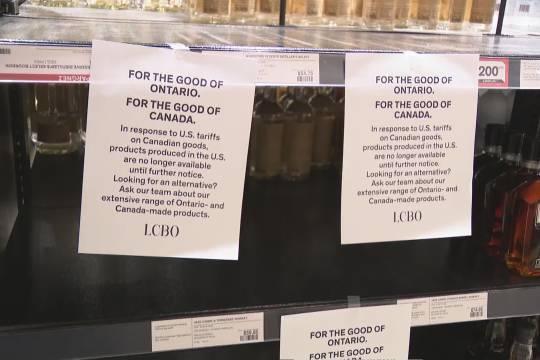 200
FOR THE GOOD OF
ONTARIO.
FOR THE GOOD OF
CANADA.
In response to U.S. tariffs
on Canadian goods,
products produced in the U.S.
are no longer available
until further notice.
Looking for an alternative?
Ask our team about our
extensive range of Ontario- and
Canada-made products.
LCBO
FOR THE GOOD OF
ONTARIO.
FOR THE GOOD OF
CANADA.
In response to U.S. tariffs
on Canadian goods,
products produced in the U.S.
are no longer available
until further notice.
Looking for an alternative?
Ask our team about our
extensive range of Ontario- and
Canada-made products.
LCBO
FOR THE GOOD OF
ONTARIO.
FOR THE GOOD OF